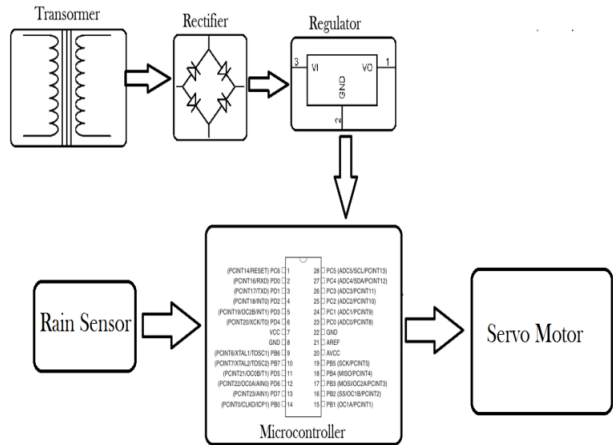 Transormer
Rectifier
Regulator
3 VI VO 1
GND
2
Rain Sensor
(PCINT14/RESET) PC6 1 28 PC5 (ADC5/SCL/PCINT13)
(PCINT16/RXD) PD0 2 27 PC4 (ADC4/SDA/PCINT12)
(PCINT17/TXD) PD1 3 26 PC3 (ADC3/PCINT11)
(PCINT18/INT0) PD2 4 25 PC2 (ADC2/PCINT10)
(PCINT19/OC2B/INT1) PD3 5 24 PC1 (ADC1/PCINT9)
(PCINT20/XCK/T0) PD4 6 23 PC0 (ADC0/PCINT8)
VCC 7 22 GND
GND 8 21 AREF
(PCINT6/XTAL1/TOSC1) PB6 9 20 AVCC
(PCINT7/XTAL2/TOSC2) PB7 10 19 PB5 (SCK/PCINT5)
(PCINT21/OC0B/T1) PD5 11 18 PB4 (MISO/PCINT4)
(PCINT22/OC0A/AIN0) PD6 12 17 PB3 (MOSI/OC2A/PCINT3)
(PCINT23/AIN1) PD7 13 16 PB2 (SS/OC1B/PCINT2)
(PCINT0/CLKO/ICP1) PB0 14 15 PB1 (OC1A/PCINT1)
Microcontroller
Servo Motor